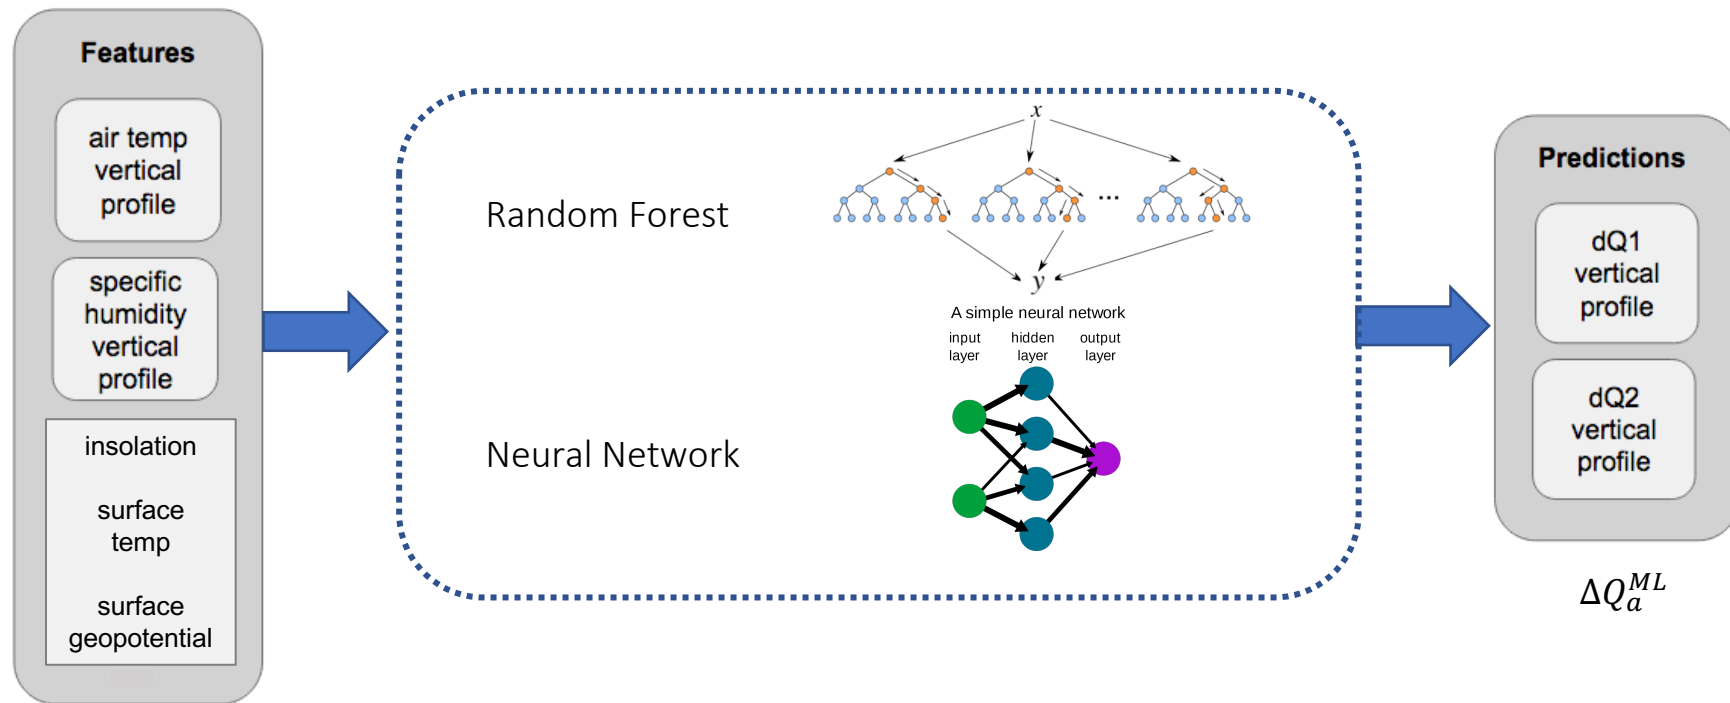 Features
air temp
vertical
profile
specific
humidity
vertical
profile
insolation
surface
temp
surface
geopotential
Random Forest
x
...
y
A simple neural network
input
layer
hidden
layer
output
layer
Neural Network
Predictions
dQ1
vertical
profile
dQ2
vertical
profile
ΔQ_a^{ML}